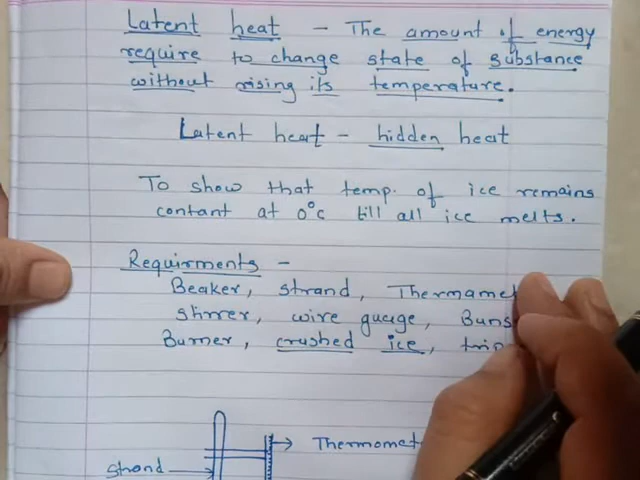 Latent heat - The amount of energy
require to change state of substance
without rising its temperature.
Latent heat - hidden heat
To show that temp. of ice remains
contant at 0°c till all ice melts.
Requirments -
Beaker, strand, Thermamet
stirrer, wire guage, Buns
Burner, crushed ice, trip
Thermomet
strand